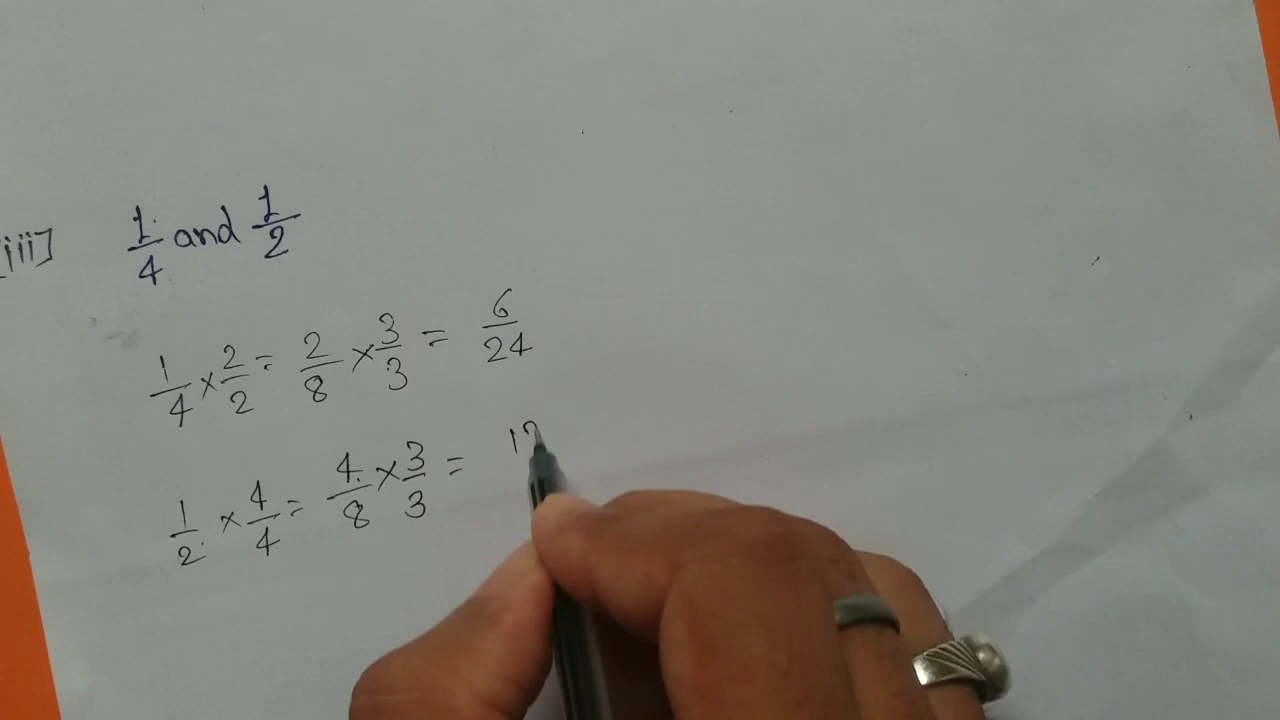 [iii] 1/4 and 1/2
1/4 × 2/2 = 2/8 × 3/3 = 6/24
1/2 × 4/4 = 4/8 × 3/3 = 12